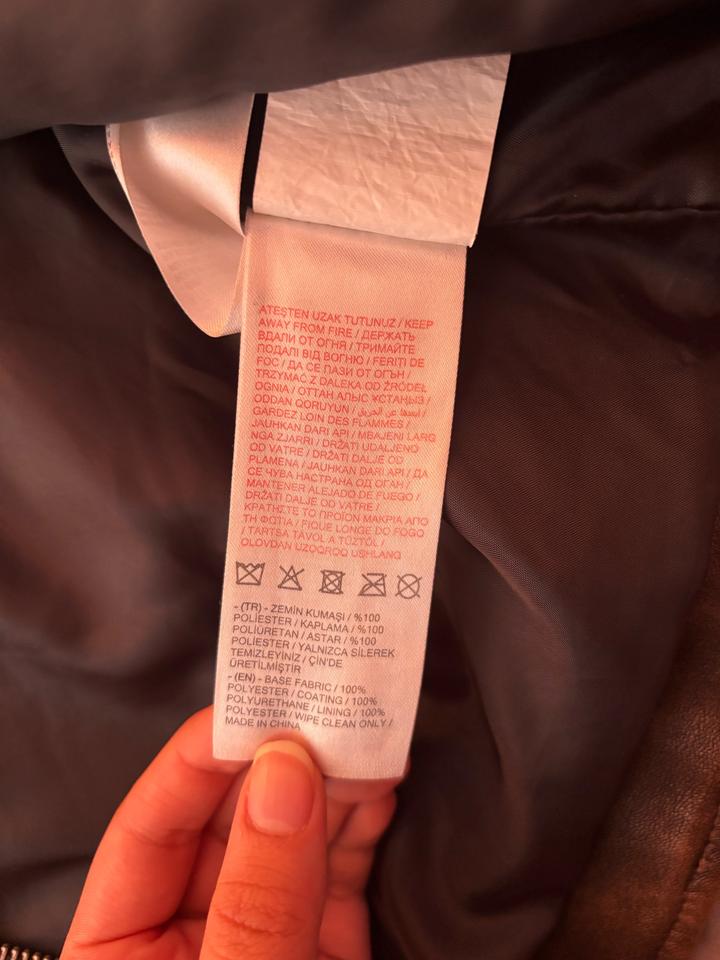 ATEŞTEN UZAK TUTUNUZ / KEEP
AWAY FROM FIRE / ДЕРЖАТЬ
ВДАЛИ ОТ ОГНЯ / ТРИМАЙТЕ
ПОДАЛІ ВІД ВОГНЮ / FERITI DE
FOC / ДА СЕ ПАЗИ ОТ ОГЪН /
TRZYMAĆ Z DALEKA OD ŹRÓDEŁ
OGNIA / ОТТАН АЛЫС ҰСТАҢЫЗ /
ODDAN QORUYUN / أبعدها عن الحريق /
GARDEZ LOIN DES FLAMMES /
JAUHKAN DARI API / MBAJENI LARG
NGA ZJARRI / DRŽATI UDALJENO
OD VATRE / DRŽATI DALJE OD
PLAMENA / JAUHKAN DARI API / ДА
СЕ ЧУВА НАСТРАНА ОД ОГАН /
MANTENER ALEJADO DE FUEGO /
DRŽATI DALJE OD VATRE /
ΚΡΑΤΗΣΤΕ ΤΟ ΠΡΟΪΟΝ ΜΑΚΡΙΑ ΑΠΟ
ΤΗ ΦΩΤΙΑ / FIQUE LONGE DO FOGO
/ TARTSA TÁVOL A TŰZTŐL /
OLOVDAN UZOQROQ USHLANG
- (TR) - ZEMİN KUMAŞI / %100
POLİESTER / KAPLAMA / %100
POLİÜRETAN / ASTAR / %100
POLİESTER / YALNIZCA SİLEREK
TEMİZLEYİNİZ / ÇİN'DE
ÜRETİLMİŞTİR
- (EN) - BASE FABRIC / 100%
POLYESTER / COATING / 100%
POLYURETHANE / LINING / 100%
POLYESTER / WIPE CLEAN ONLY /
MADE IN CHINA